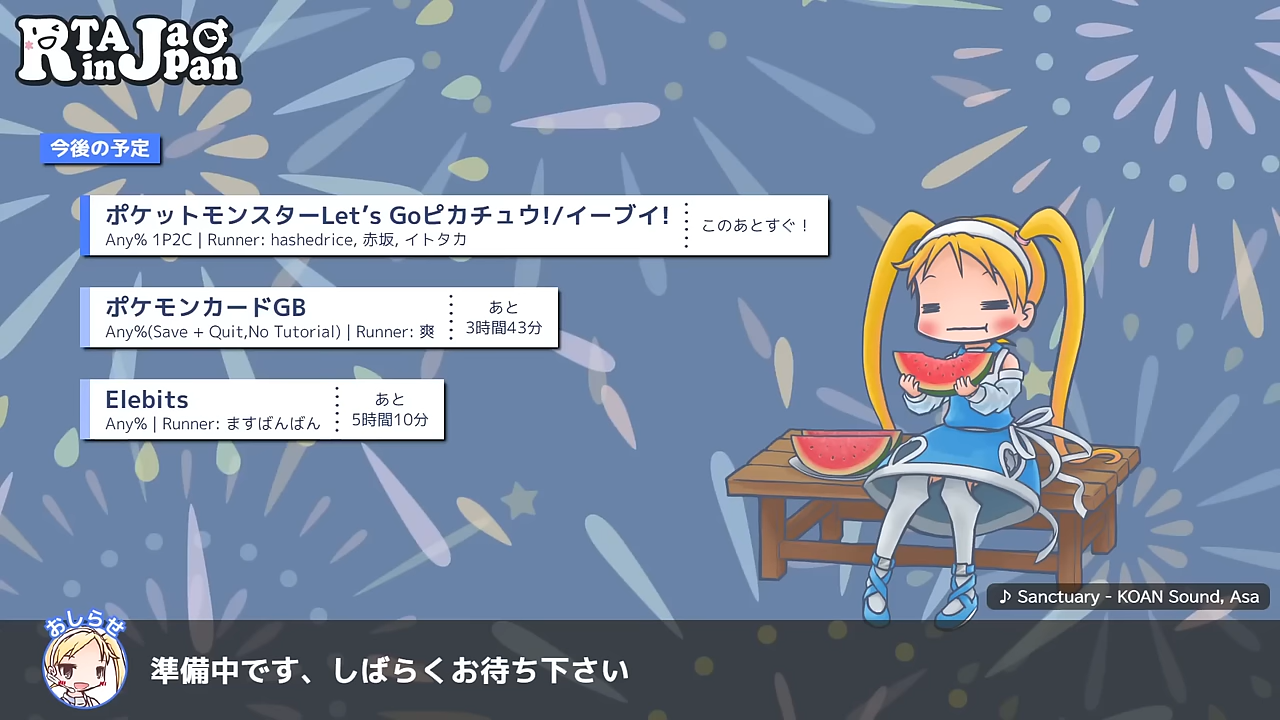 RTA
in Japan
今後の予定
ポケットモンスターLet's Goピカチュウ!/イーブイ!
Any% 1P2C | Runner: hashedrice, 赤坂, イトタカ
このあとすぐ！
ポケモンカードGB
Any%(Save + Quit,No Tutorial) | Runner: 爽
あと
3時間43分
Elebits
Any% | Runner: ますばんばん
あと
5時間10分
♪ Sanctuary - KOAN Sound, Asa
おしらせ
準備中です、しばらくお待ち下さい